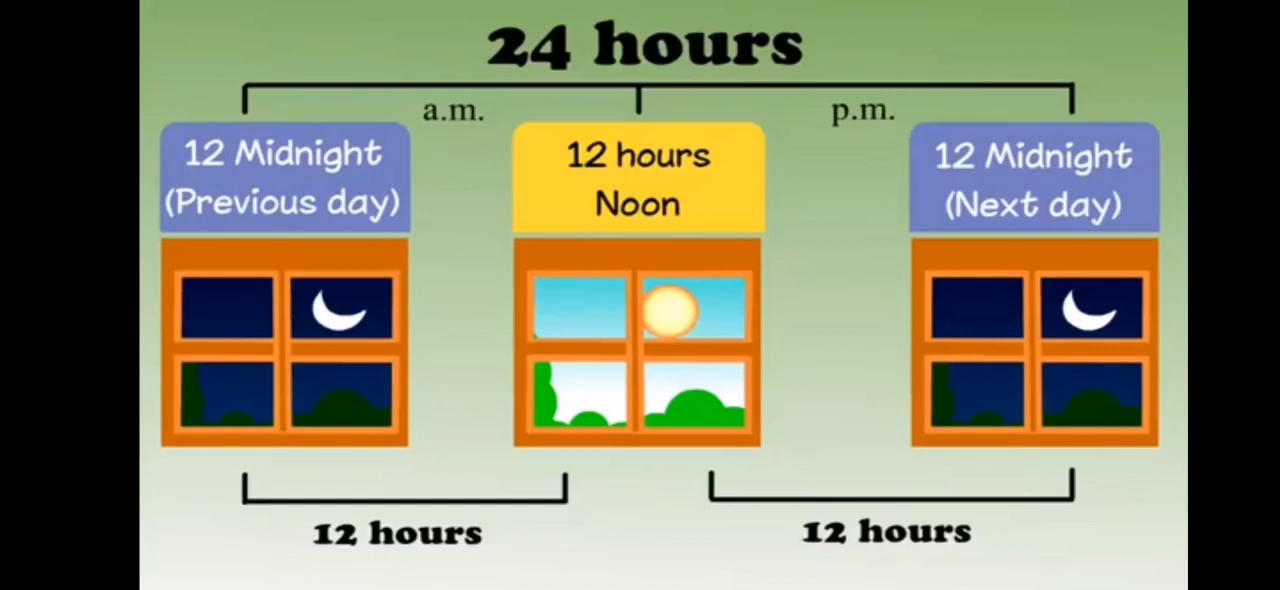 24 hours
a.m.
p.m.
12 Midnight
(Previous day)
12 hours
Noon
12 Midnight
(Next day)
12 hours
12 hours